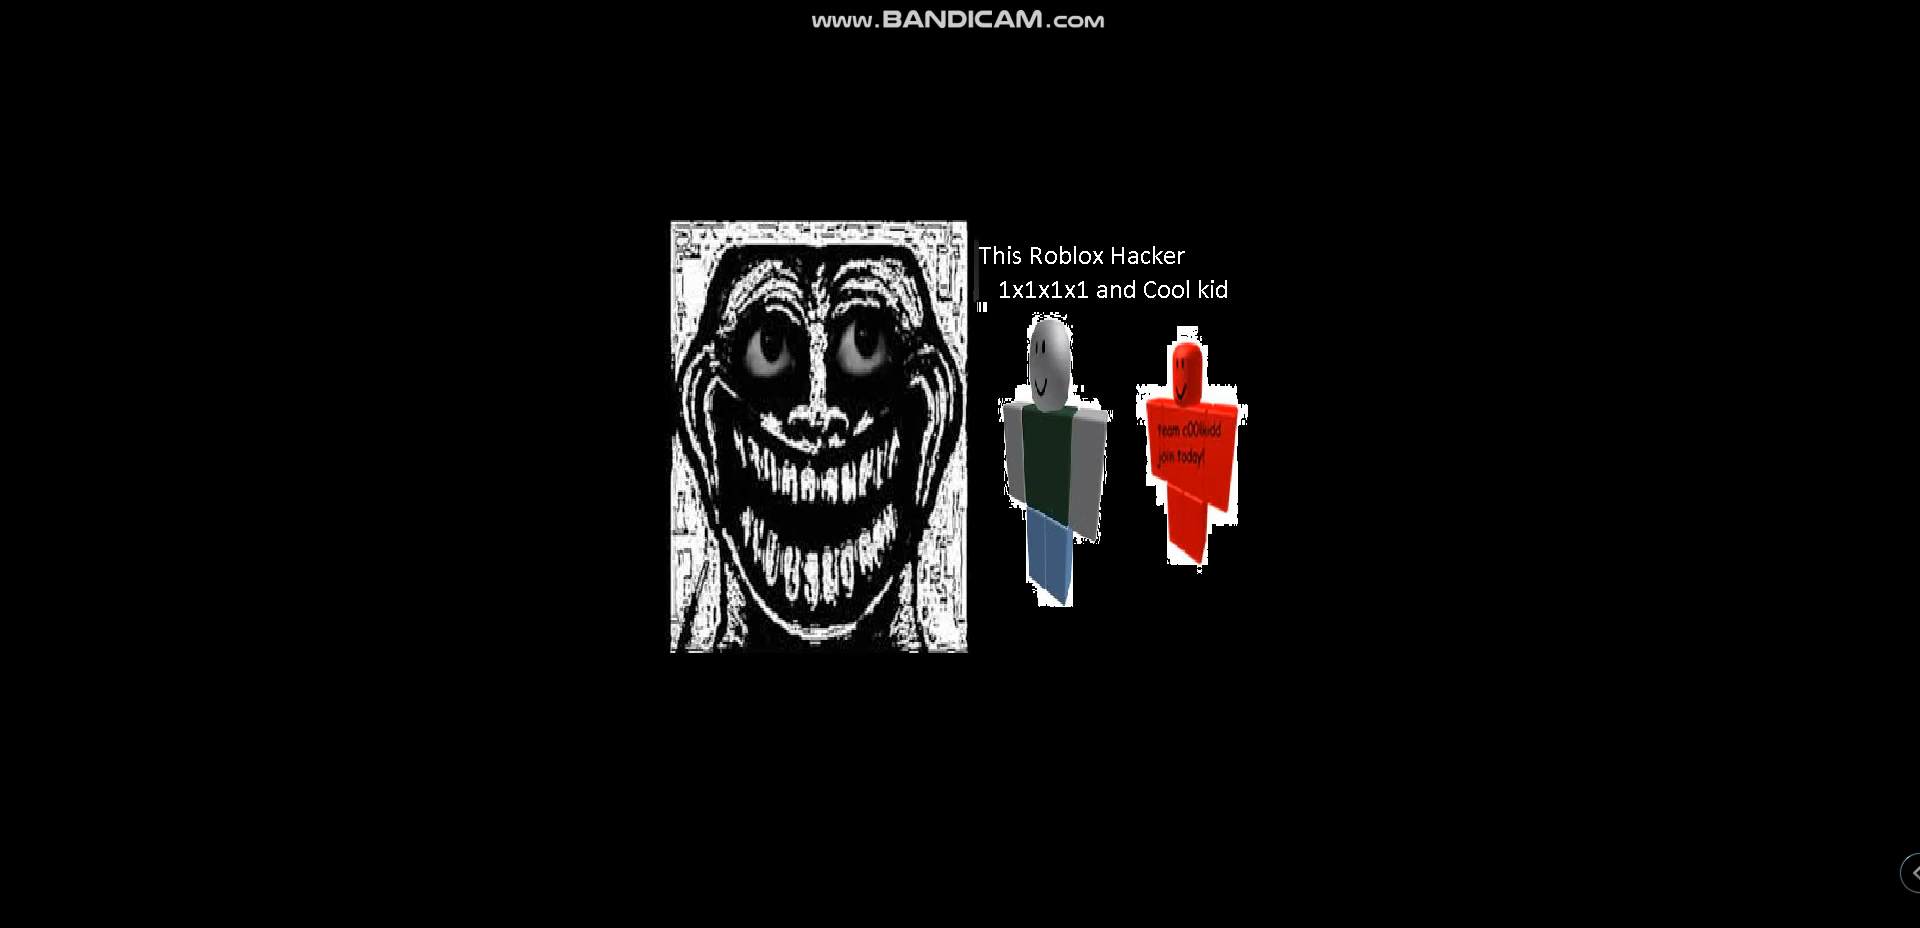 www.BANDICAM.COM
This Roblox Hacker
1x1x1x1 and Cool kid
team c00lkidd
join today!